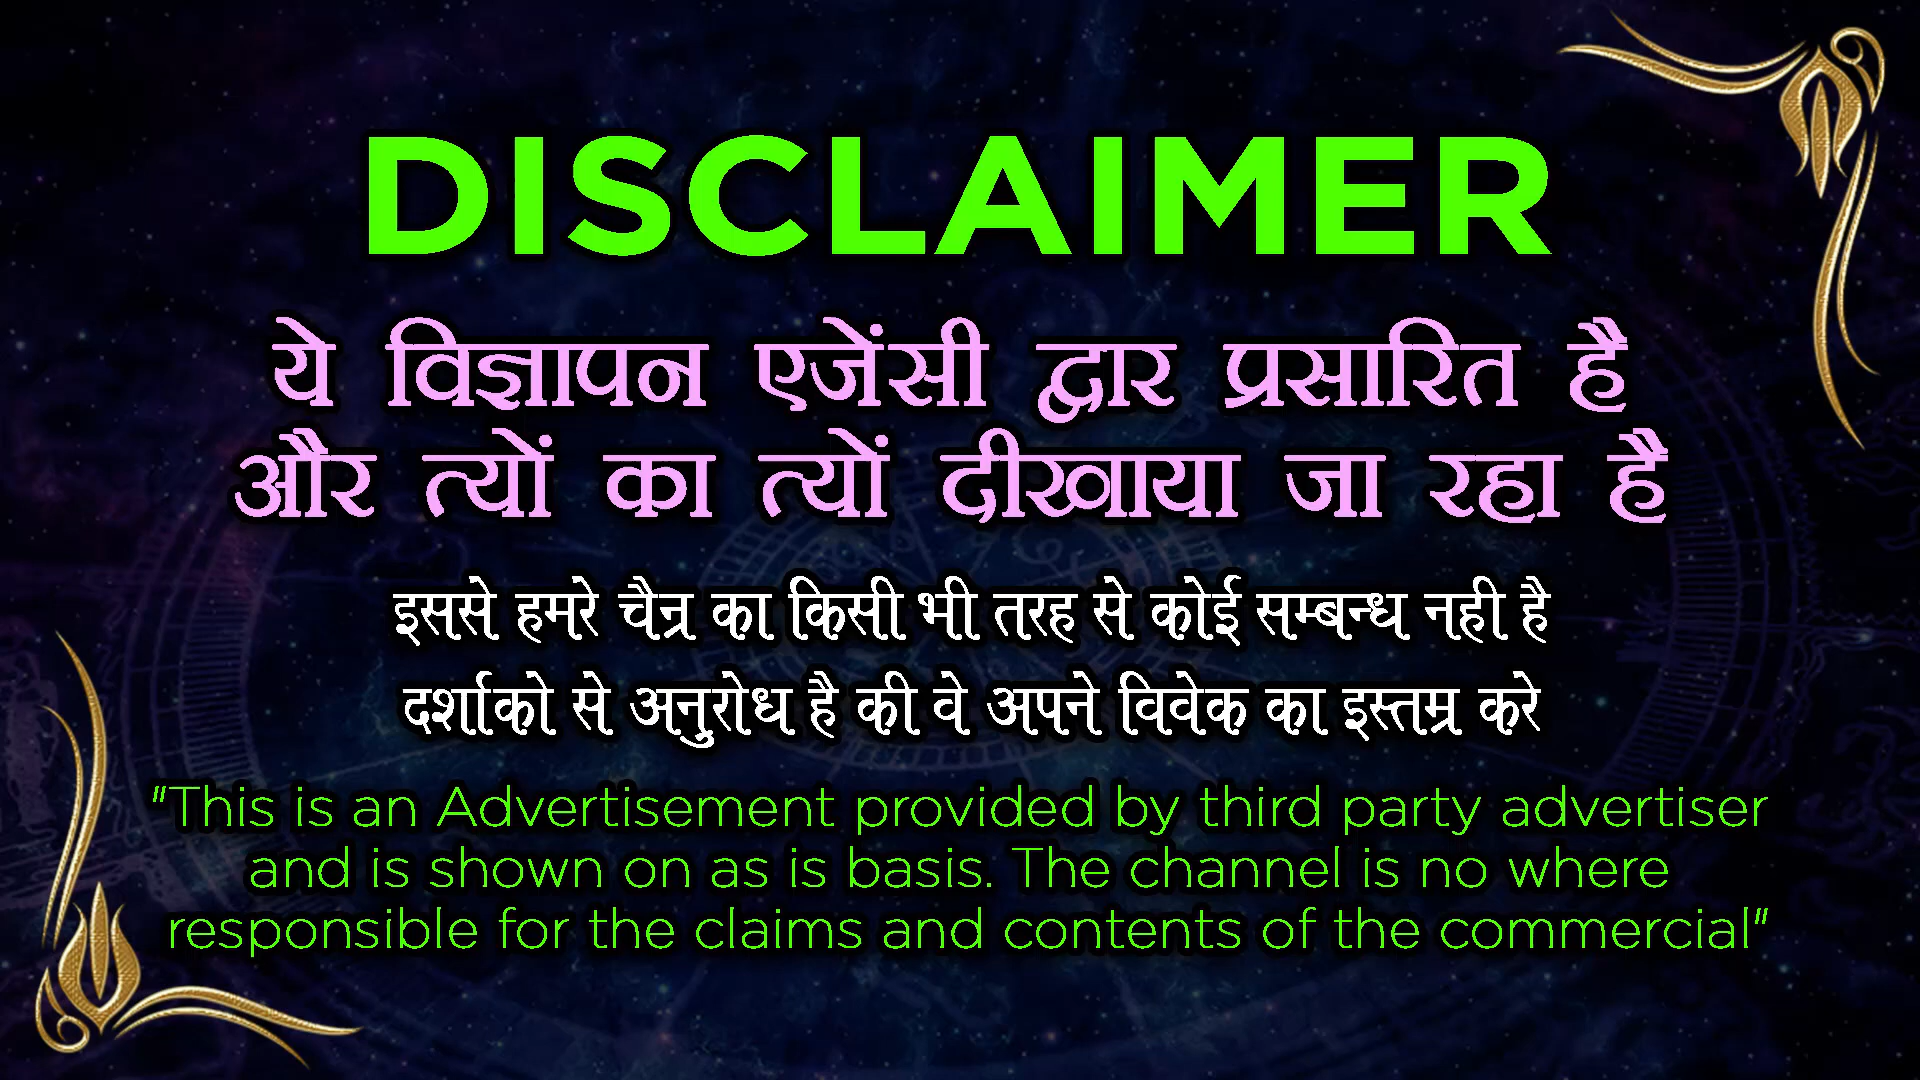 DISCLAIMER
ये विज्ञापन एजेंसी द्वार प्रसारित है
और त्यों का त्यों दीखाया जा रहा है
इससे हमरे चैन्र का किसी भी तरह से कोई सम्बन्ध नही है
दर्शाको से अनुरोध है की वे अपने विवेक का इस्तम्र करे
"This is an Advertisement provided by third party advertiser
and is shown on as is basis. The channel is no where
responsible for the claims and contents of the commercial"